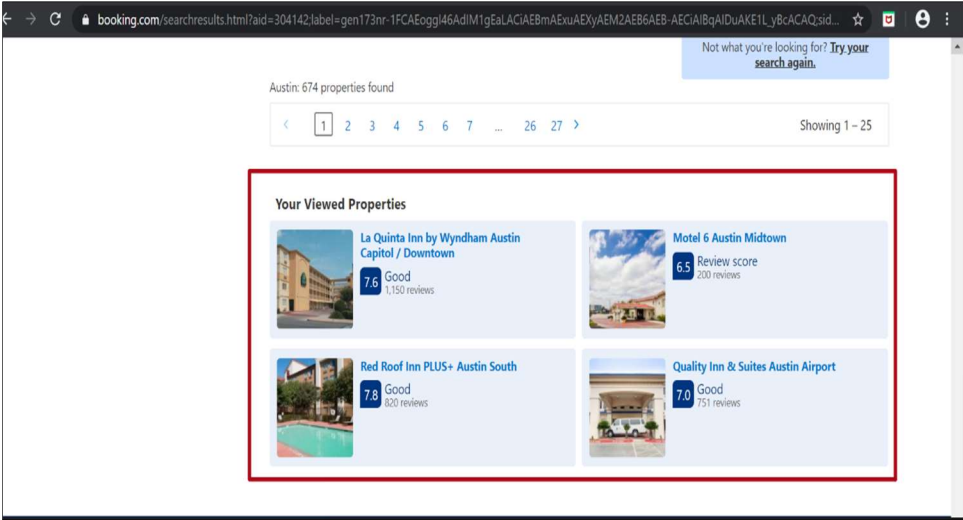 booking.com/searchresults.html?aid=304142;label=gen173nr-1FCAEoggI46AdIM1gEaLACiAEBmAExuAEXyAEM2AEB6AEB-AECiAIBqAIDuAKE1L_yBcACAQ;sid...
Not what you're looking for? Try your
search again.
Austin: 674 properties found
1 2 3 4 5 6 7 ... 26 27 Showing 1 – 25
Your Viewed Properties
La Quinta Inn by Wyndham Austin
Capitol / Downtown
7.6 Good
1,150 reviews
Motel 6 Austin Midtown
6.5 Review score
200 reviews
Red Roof Inn PLUS+ Austin South
7.8 Good
820 reviews
Quality Inn & Suites Austin Airport
7.0 Good
751 reviews